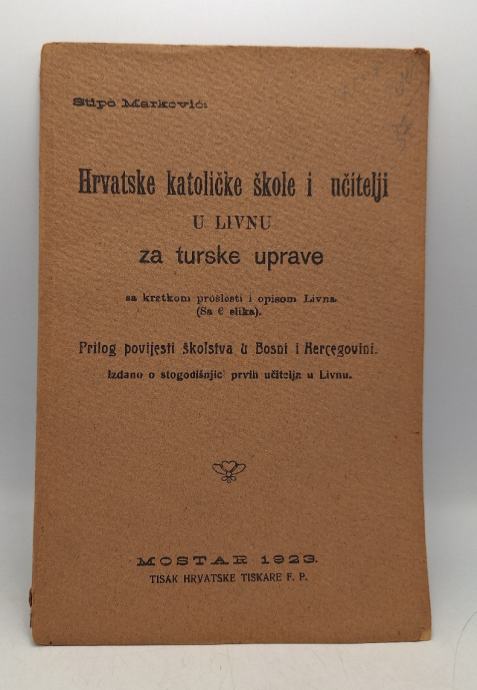 Stipo Marković:
Hrvatske katoličke škole i učitelji
U LIVNU
za turske uprave
sa kratkom prošlosti i opisom Livna.
(Sa 6 slika).
Prilog povijesti školstva u Bosni i Hercegovini.
Izdano o stogodišnjici prvih učitelja u Livnu.
MOSTAR 1923.
TISAK HRVATSKE TISKARE F. P.